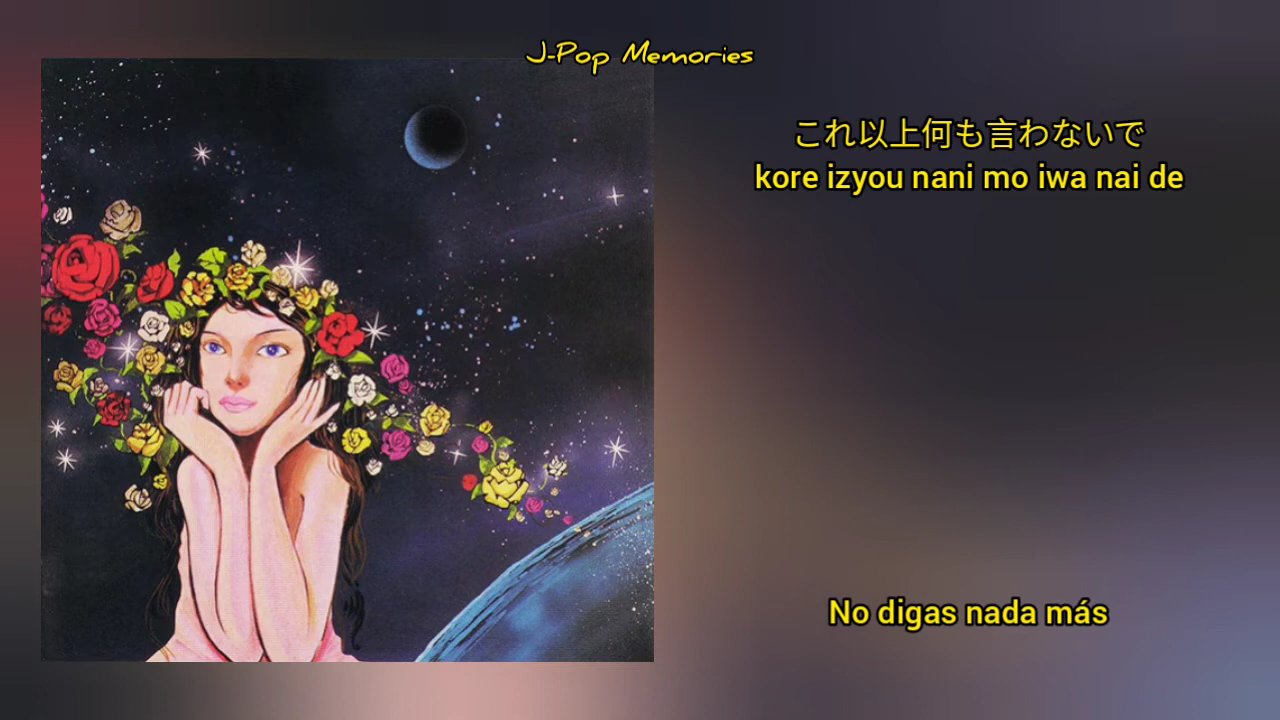 J-Pop Memories
これ以上何も言わないで
kore izyou nani mo iwa nai de
No digas nada más